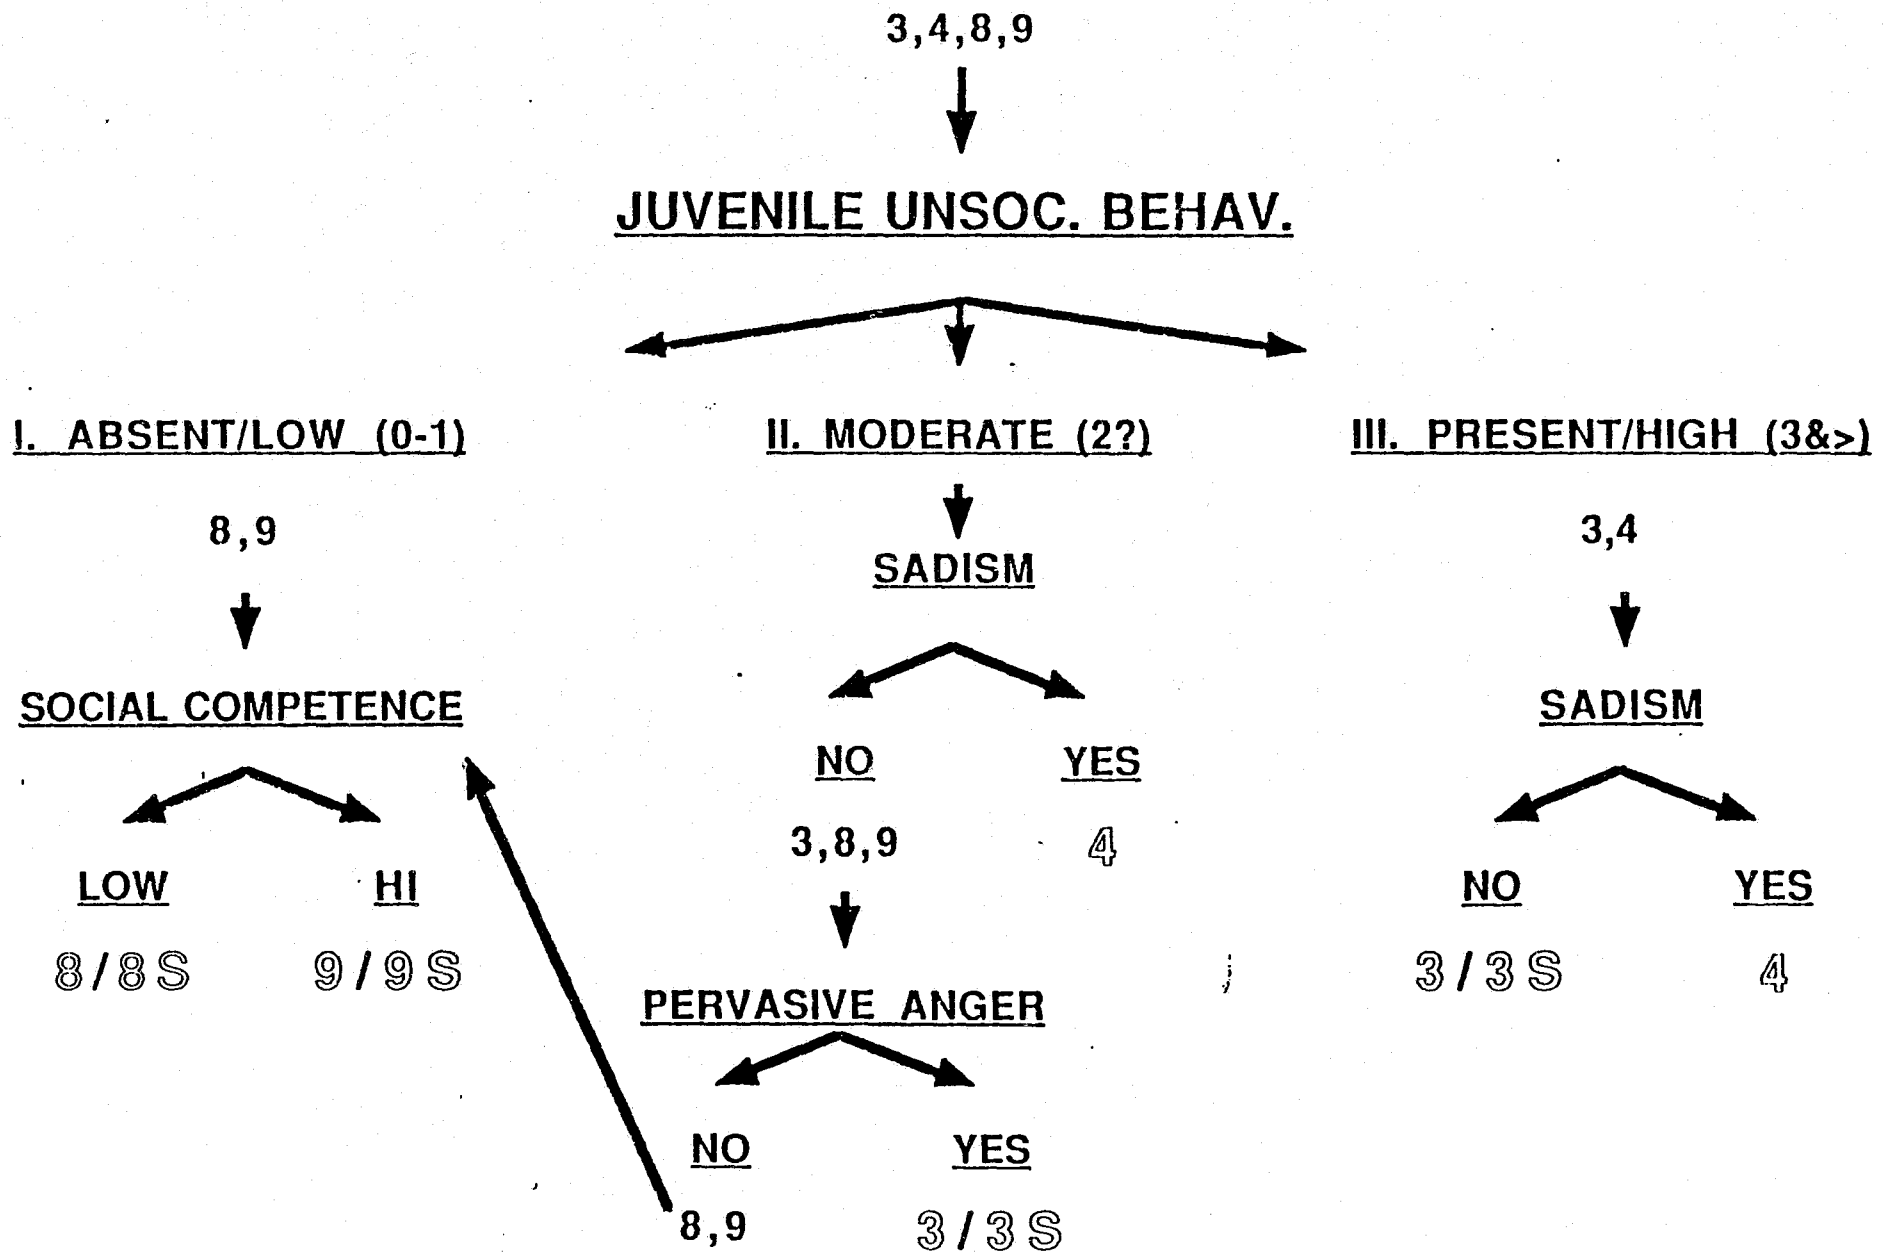 3,4,8,9
JUVENILE UNSOC. BEHAV.
I. ABSENT/LOW (0-1)
II. MODERATE (2?)
III. PRESENT/HIGH (3&>)
8,9
3,4
SADISM
SOCIAL COMPETENCE
SADISM
NO
YES
3,8,9
4
LOW
HI
NO
YES
8/8S
9/9S
3/3S
4
PERVASIVE ANGER
NO
YES
8,9
3/3S